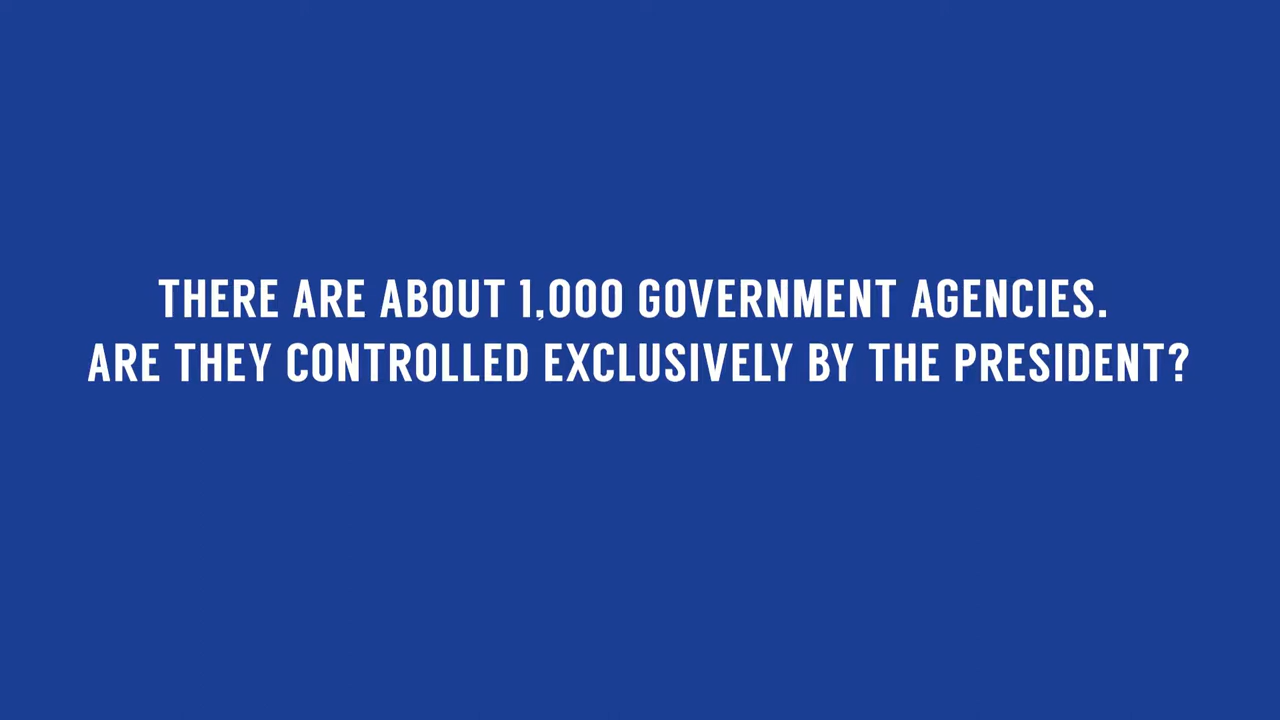 THERE ARE ABOUT 1,000 GOVERNMENT AGENCIES.
ARE THEY CONTROLLED EXCLUSIVELY BY THE PRESIDENT?